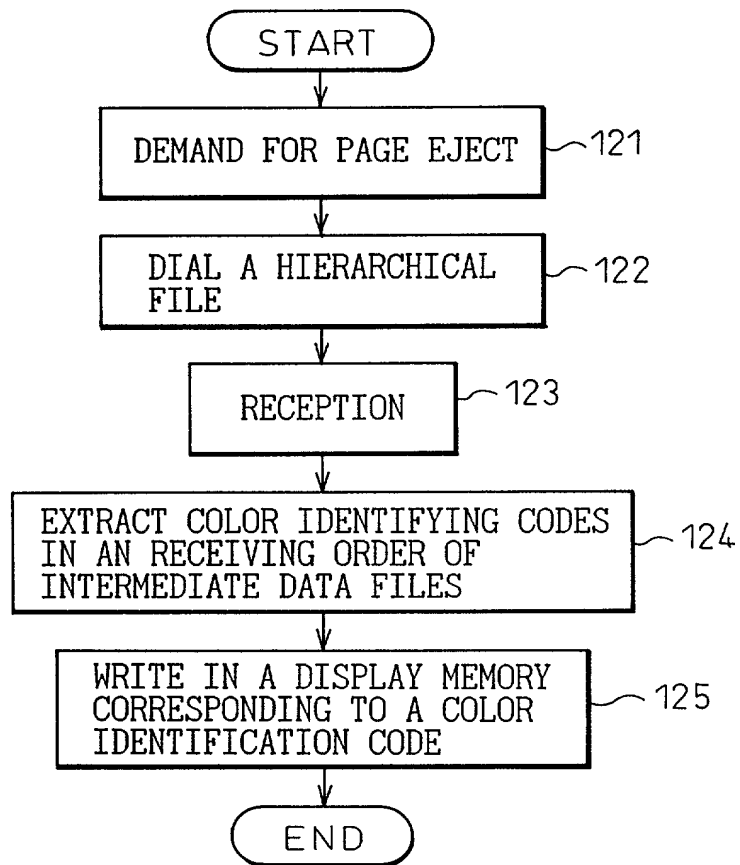 START
DEMAND FOR PAGE EJECT
121
DIAL A HIERARCHICAL
FILE
122
RECEPTION
123
EXTRACT COLOR IDENTIFYING CODES
IN AN RECEIVING ORDER OF
INTERMEDIATE DATA FILES
124
WRITE IN A DISPLAY MEMORY
CORRESPONDING TO A COLOR
IDENTIFICATION CODE
125
END